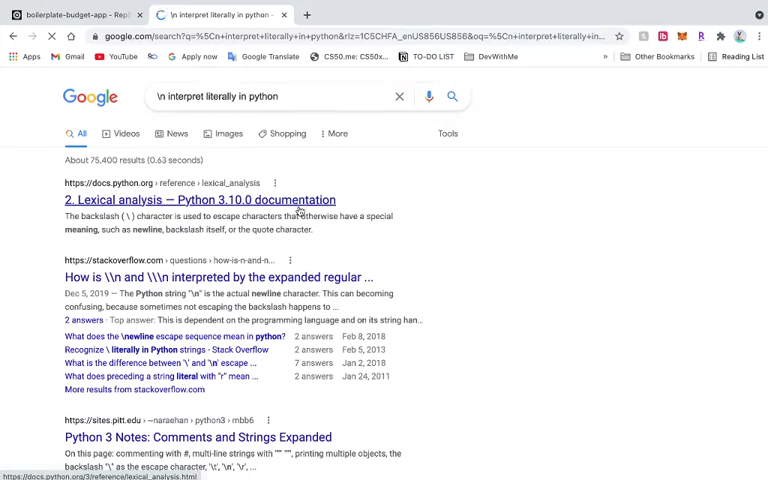 boilerplate-budget-app - Repl
\n interpret literally in python -
google.com/search?q=%5Cn+interpret+literally+in+python&rlz=1C5CHFA_enUS856US856&oq=%5Cn+interpret+literally+in...
Apps
Gmail
YouTube
Apply now
Google Translate
CS50.me: CS50x...
TO-DO LIST
DevWithMe
»
Other Bookmarks
Reading List
Google
\n interpret literally in python
All
Videos
News
Images
Shopping
More
Tools
About 75,400 results (0.63 seconds)
https://docs.python.org › reference › lexical_analysis
2. Lexical analysis — Python 3.10.0 documentation
The backslash ( \ ) character is used to escape characters that otherwise have a special
meaning, such as newline, backslash itself, or the quote character.
https://stackoverflow.com › questions › how-is-n-and-n...
How is \\n and \\\n interpreted by the expanded regular ...
Dec 5, 2019 — The Python string "\n" is the actual newline character. This can becoming
confusing, because sometimes not escaping the backslash happens to ...
2 answers · Top answer: This is dependent on the programming language and on its string han...
What does the \newline escape sequence mean in python? 2 answers Feb 8, 2018
Recognize \ literally in Python strings - Stack Overflow 2 answers Feb 5, 2013
What is the difference between '\' and '\n' escape ... 7 answers Jan 2, 2018
What does preceding a string literal with "r" mean ... 2 answers Jan 24, 2011
More results from stackoverflow.com
https://sites.pitt.edu › ~naraehan › python3 › mbb6
Python 3 Notes: Comments and Strings Expanded
On this page: commenting with #, multi-line strings with """ """, printing multiple objects, the
backslash "\" as the escape character, '\t', '\n', '\r', ...
https://docs.python.org/3/reference/lexical_analysis.html